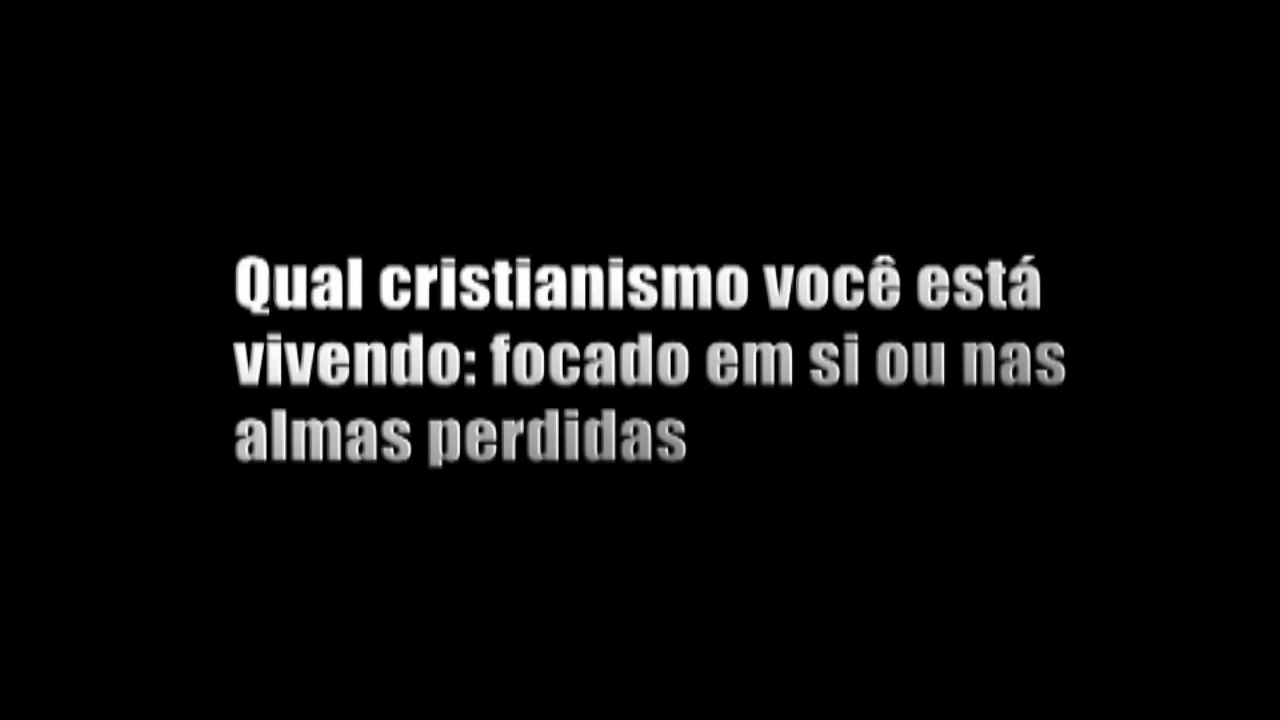 Qual cristianismo você está
vivendo: focado em si ou nas
almas perdidas